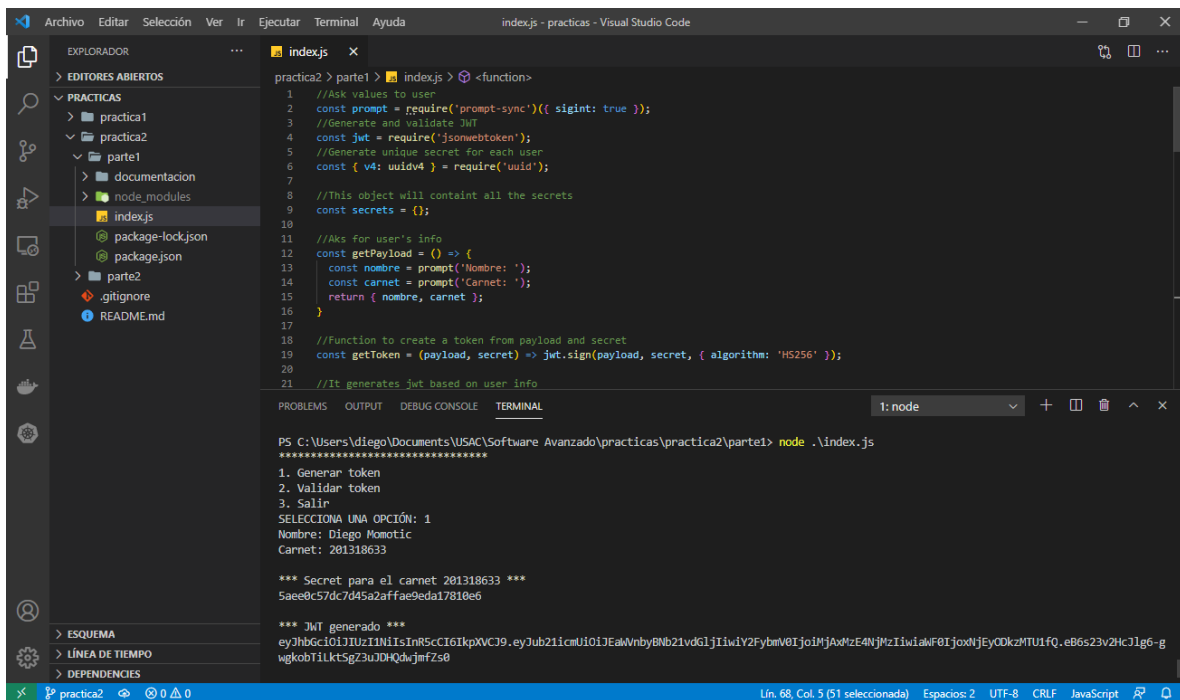 Archivo Editar Selección Ver Ir Ejecutar Terminal Ayuda
index.js - practicas - Visual Studio Code
EXPLORADOR
EDITORES ABIERTOS
PRACTICAS
practica1
practica2
parte1
documentacion
node_modules
JS index.js
package-lock.json
package.json
parte2
.gitignore
README.md
ESQUEMA
LÍNEA DE TIEMPO
DEPENDENCIES
JS index.js
practica2 > parte1 > JS index.js > <function>
1 //Ask values to user
2 const prompt = require('prompt-sync')({ sigint: true });
3 //Generate and validate JWT
4 const jwt = require('jsonwebtoken');
5 //Generate unique secret for each user
6 const { v4: uuidv4 } = require('uuid');
7
8 //This object will containt all the secrets
9 const secrets = {};
10
11 //Aks for user's info
12 const getPayload = () => {
13 const nombre = prompt('Nombre: ');
14 const carnet = prompt('Carnet: ');
15 return { nombre, carnet };
16 }
17
18 //Function to create a token from payload and secret
19 const getToken = (payload, secret) => jwt.sign(payload, secret, { algorithm: 'HS256' });
20
21 //It generates jwt based on user info
PROBLEMS OUTPUT DEBUG CONSOLE TERMINAL
1: node
PS C:\Users\diego\Documents\USAC\Software Avanzado\practicas\practica2\parte1> node .\index.js
********************************
1. Generar token
2. Validar token
3. Salir
SELECCIONA UNA OPCIÓN: 1
Nombre: Diego Momotic
Carnet: 201318633
*** Secret para el carnet 201318633 ***
5aee0c57dc7d45a2affae9eda17810e6
*** JWT generado ***
eyJhbGciOiJIUzI1NiIsInR5cCI6IkpXVCJ9.eyJub21icmUiOiJEaWVnbyBNb21vdGljIiwiY2FybmV0IjoiMjAxMzE4NjMzIiwiaWF0IjoxNjEyODkzMTU1fQ.eB6s23v2HcJlg6-g
wgkobTiLktSgZ3uJDHQdwjmfZs0
practica2 0 0 Lín. 68, Col. 5 (51 seleccionada) Espacios: 2 UTF-8 CRLF JavaScript